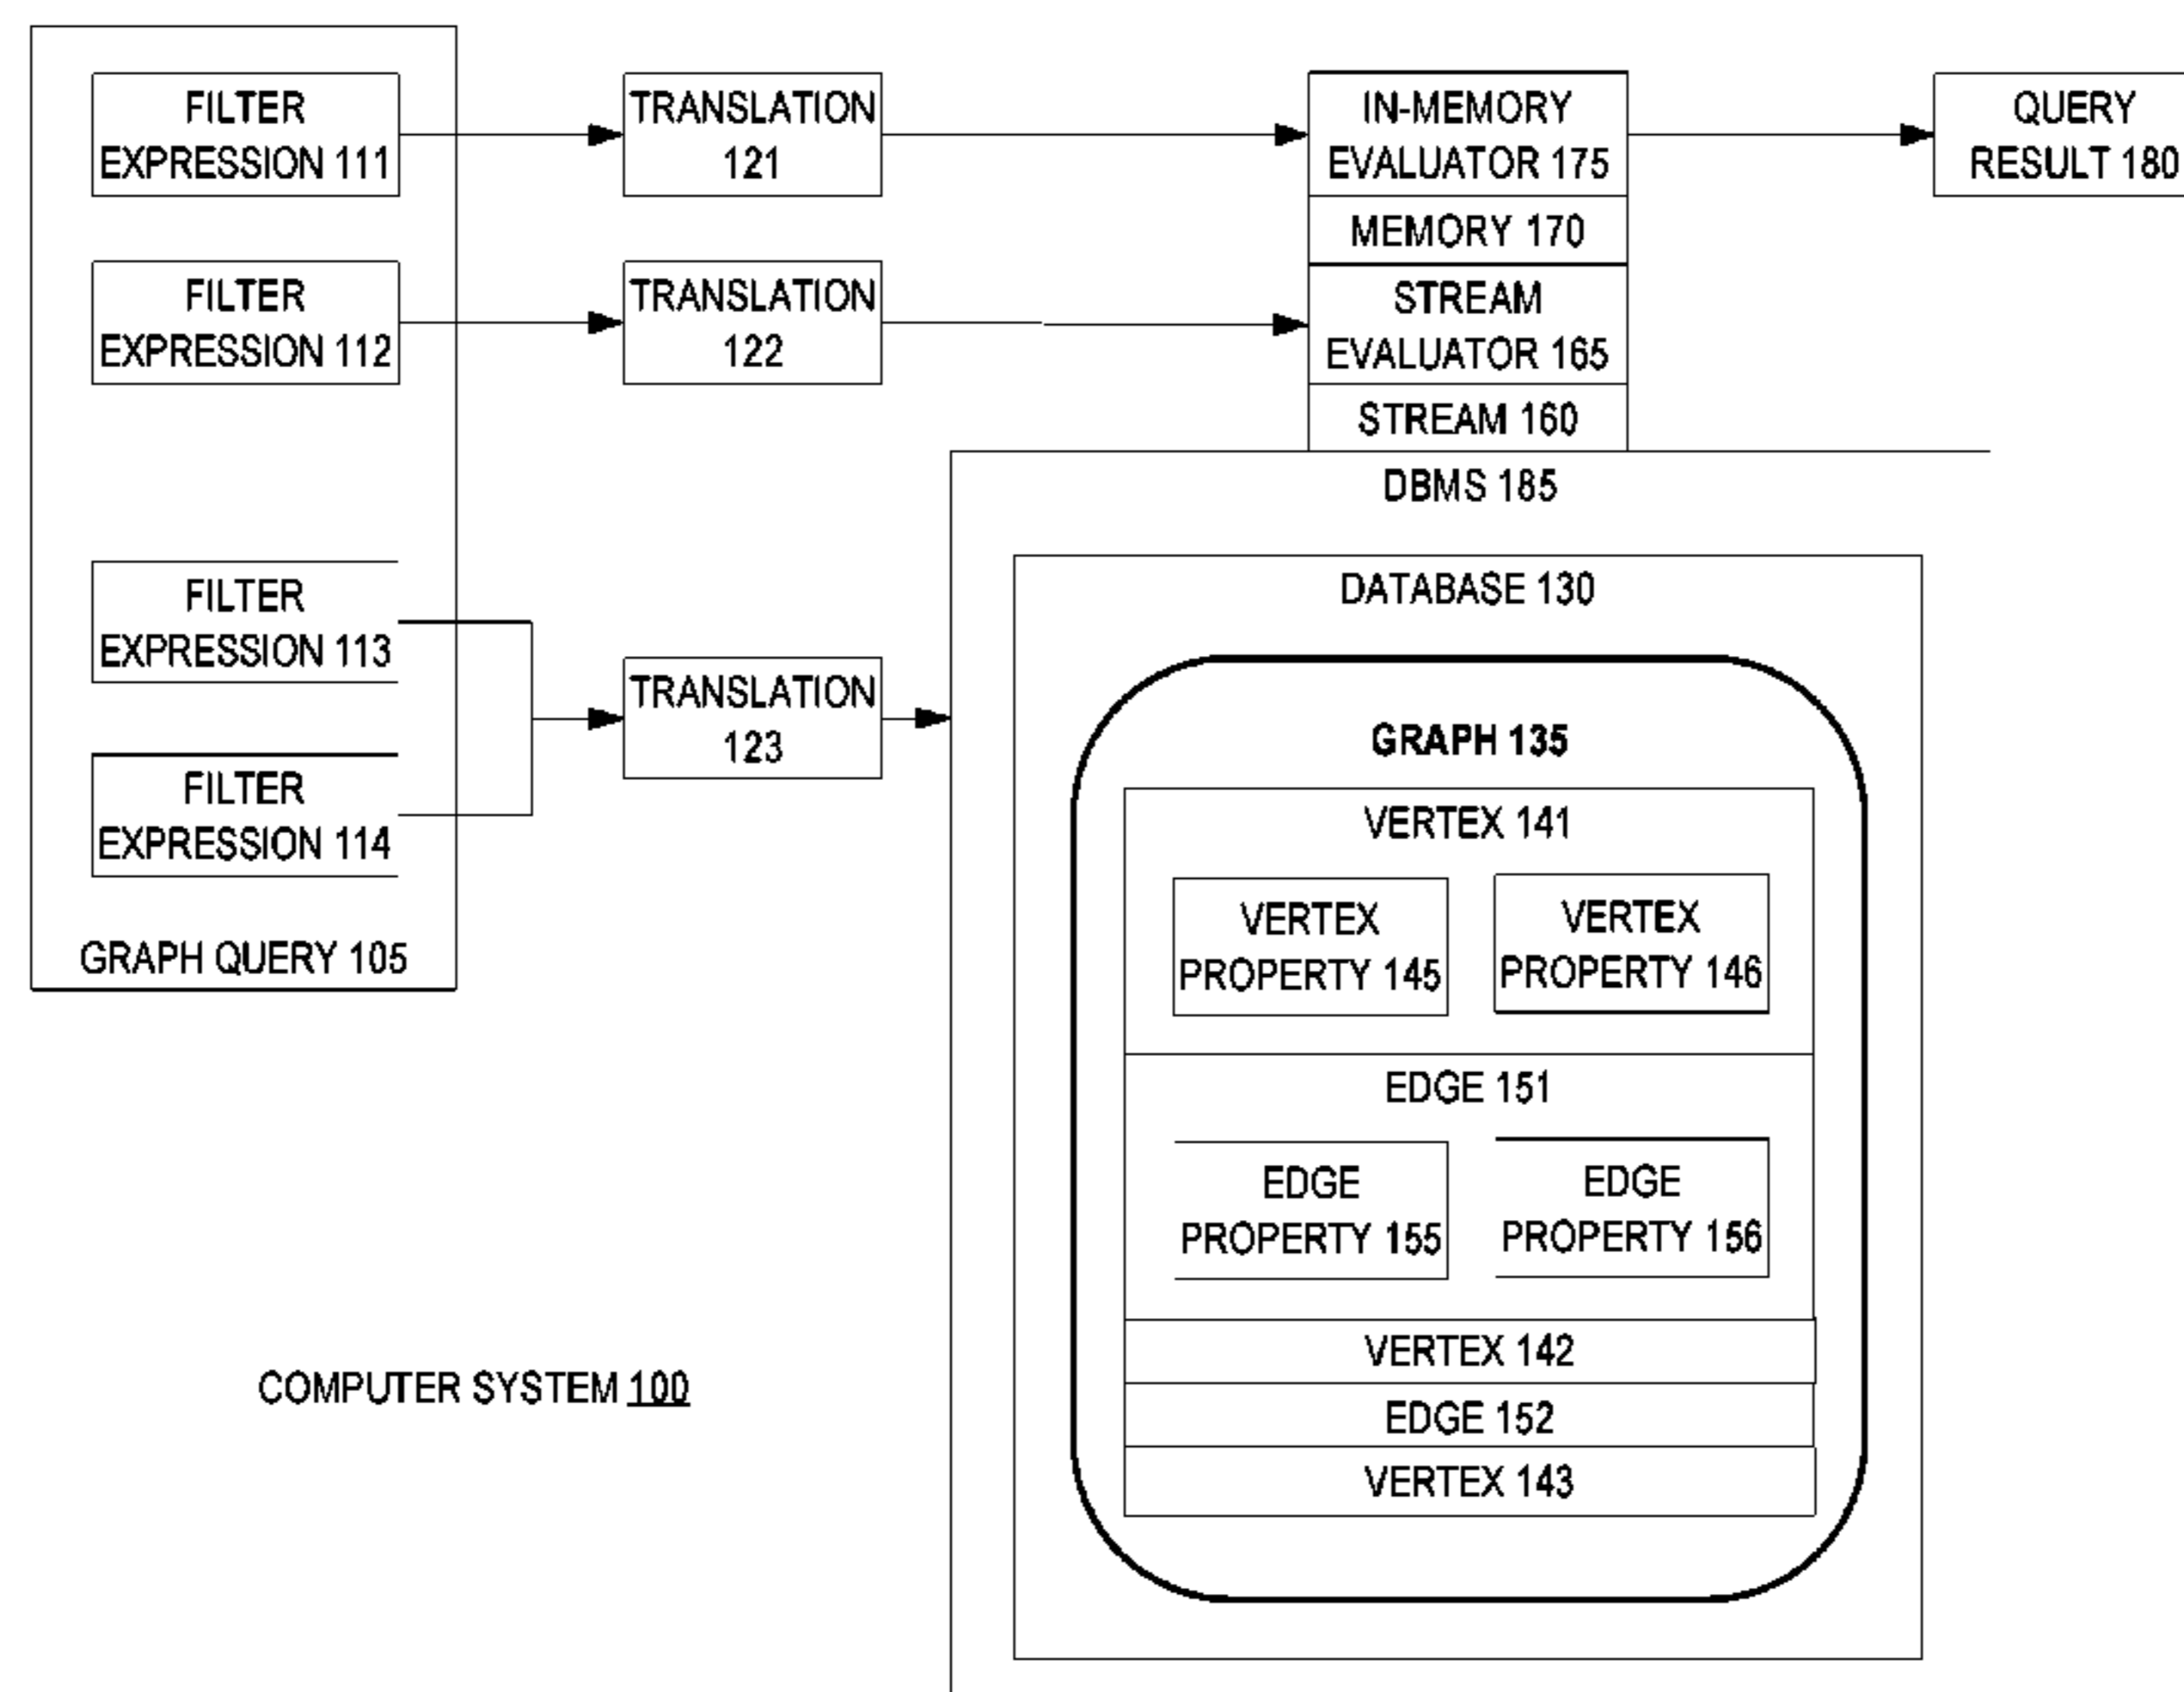 FILTER
EXPRESSION 111
TRANSLATION
121
IN-MEMORY
EVALUATOR 175
QUERY
RESULT 180
MEMORY 170
FILTER
EXPRESSION 112
TRANSLATION
122
STREAM
EVALUATOR 165
STREAM 160
DBMS 185
FILTER
EXPRESSION 113
DATABASE 130
TRANSLATION
123
FILTER
EXPRESSION 114
GRAPH QUERY 105
GRAPH 135
VERTEX 141
VERTEX
PROPERTY 145
VERTEX
PROPERTY 146
EDGE 151
EDGE
PROPERTY 155
EDGE
PROPERTY 156
VERTEX 142
EDGE 152
VERTEX 143
COMPUTER SYSTEM 100